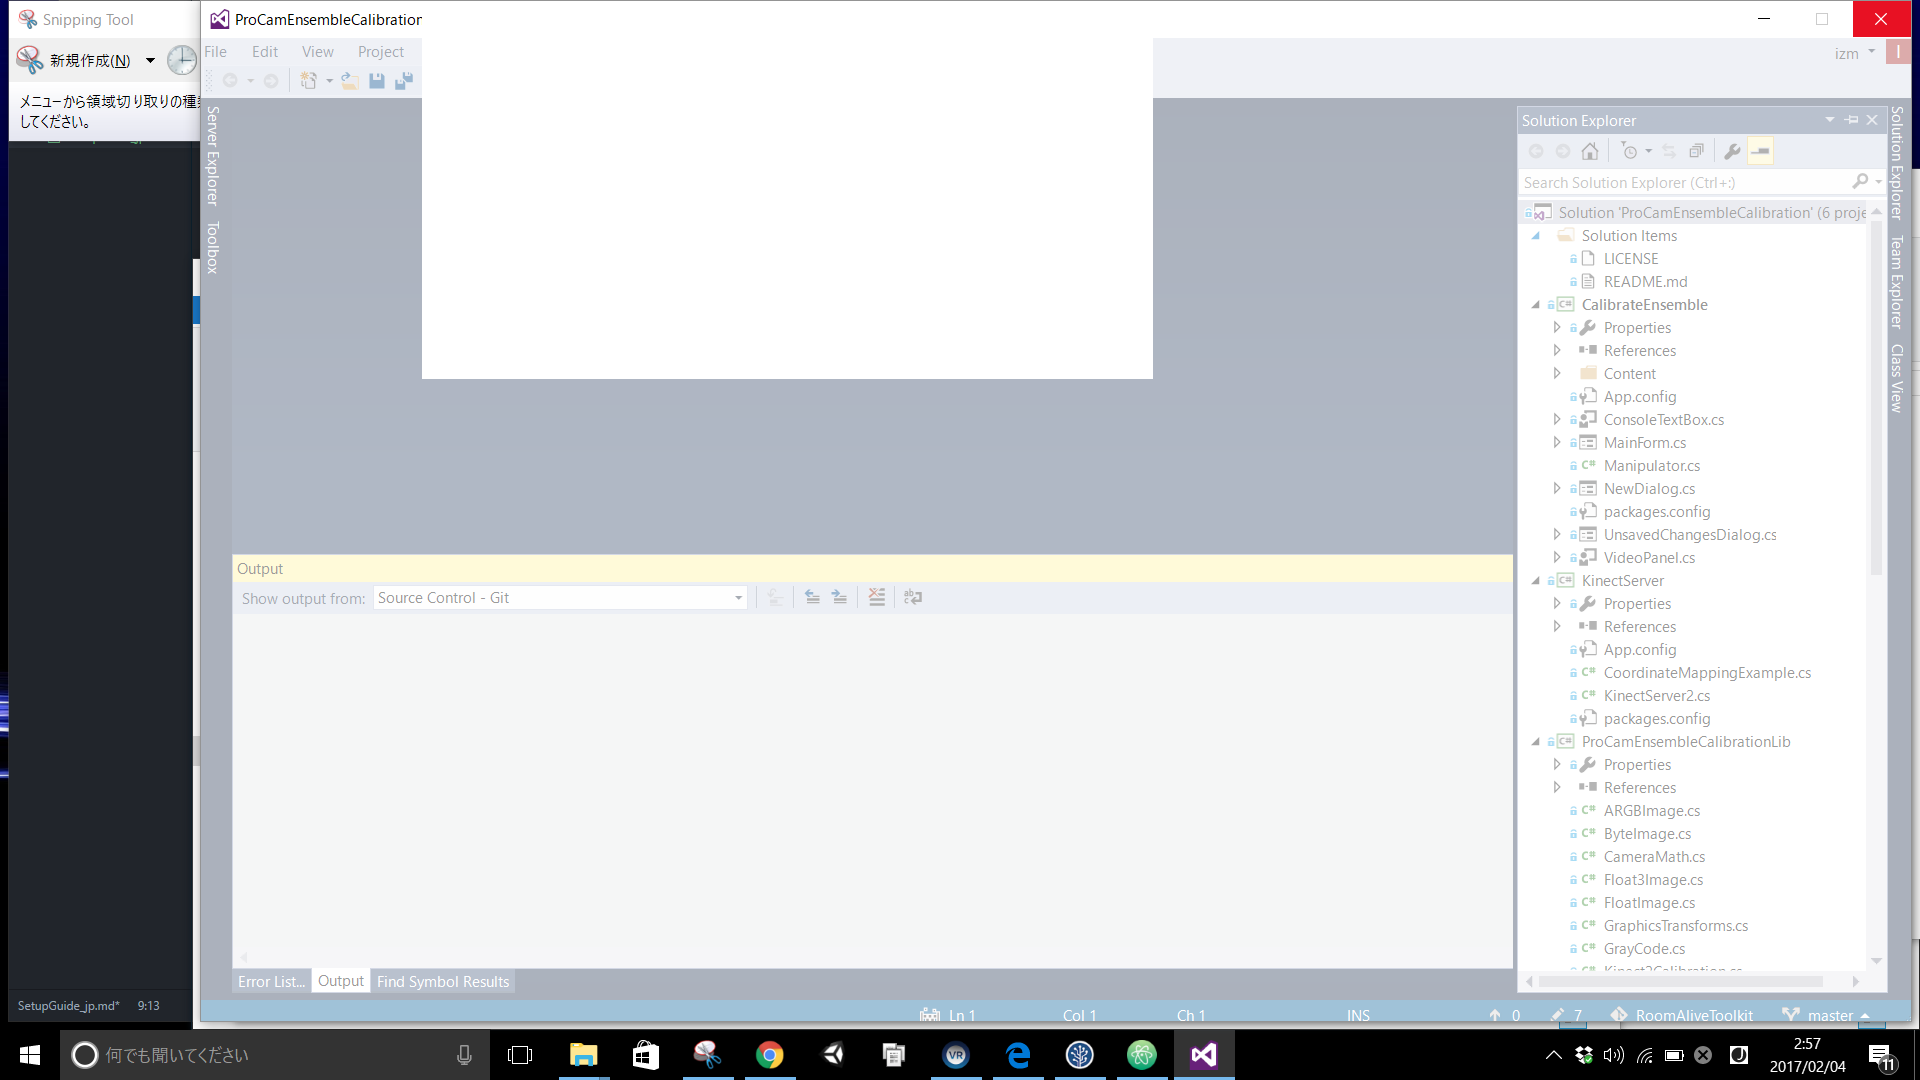 Snipping Tool
新規作成(N)
メニューから領域切り取りの種
してください。
SetupGuide_jp.md* 9:13
ProCamEnsembleCalibration
File Edit View Project
izm I
Server Explorer
Toolbox
Solution Explorer
Search Solution Explorer (Ctrl+:)
Solution 'ProCamEnsembleCalibration' (6 proje
Solution Items
LICENSE
README.md
C# CalibrateEnsemble
Properties
References
Content
App.config
ConsoleTextBox.cs
MainForm.cs
C# Manipulator.cs
NewDialog.cs
packages.config
UnsavedChangesDialog.cs
VideoPanel.cs
C# KinectServer
Properties
References
App.config
C# CoordinateMappingExample.cs
C# KinectServer2.cs
packages.config
C# ProCamEnsembleCalibrationLib
Properties
References
C# ARGBImage.cs
C# ByteImage.cs
C# CameraMath.cs
C# Float3Image.cs
C# FloatImage.cs
C# GraphicsTransforms.cs
C# GrayCode.cs
C# Kinect2Calibration.cs
Solution Explorer
Team Explorer
Class View
Output
Show output from: Source Control - Git
Error List... Output Find Symbol Results
Ln 1 Col 1 Ch 1 INS 0 7 RoomAliveToolkit master
何でも聞いてください
VR
2:57
2017/02/04
11